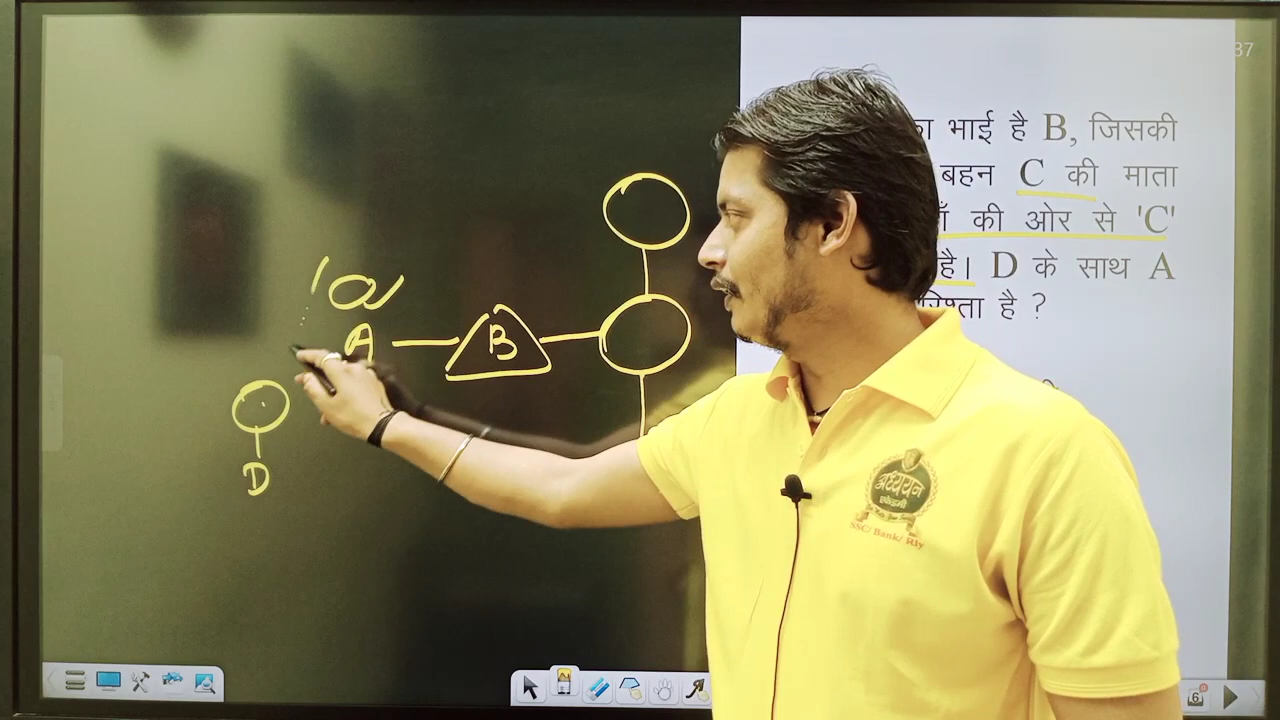 37
भाई है B, जिसकी
बहन C की माता
की ओर से 'C'
है। D के साथ A
है ?
A
B
D
अध्ययन
SSC/ Bank/ Rly